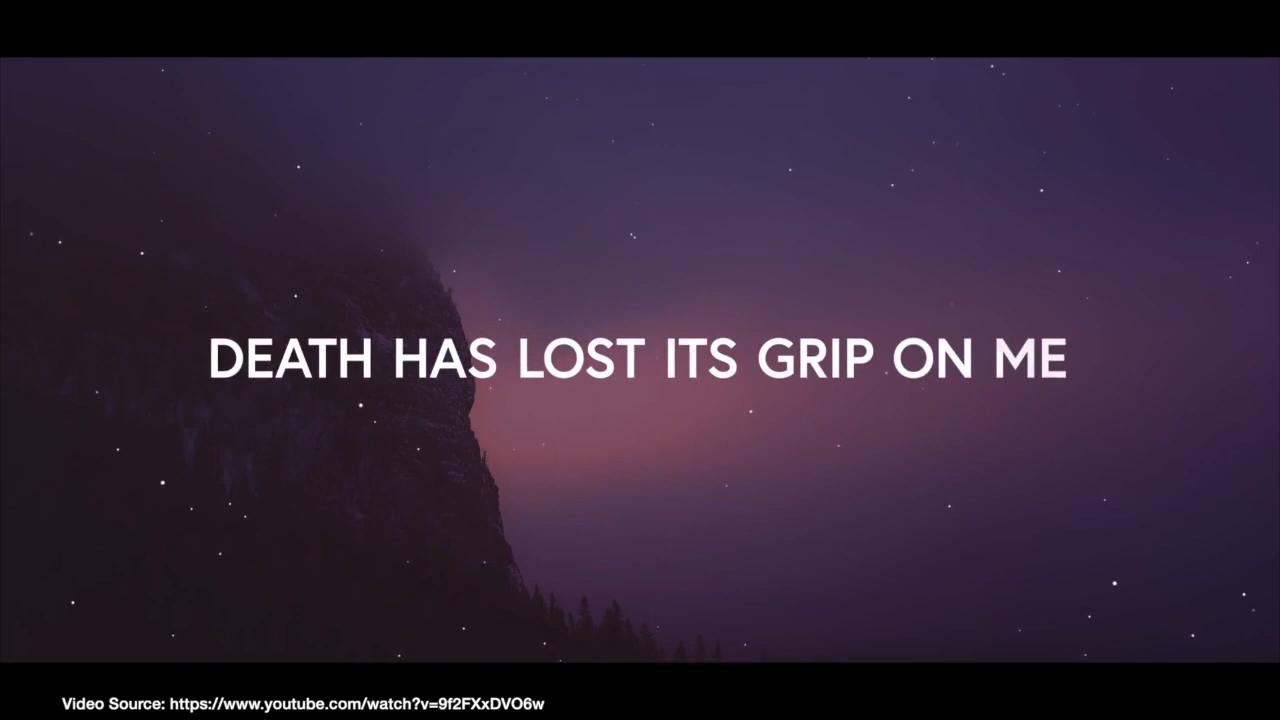 DEATH HAS LOST ITS GRIP ON ME
Video Source: https://www.youtube.com/watch?v=9f2FXxDVO6w